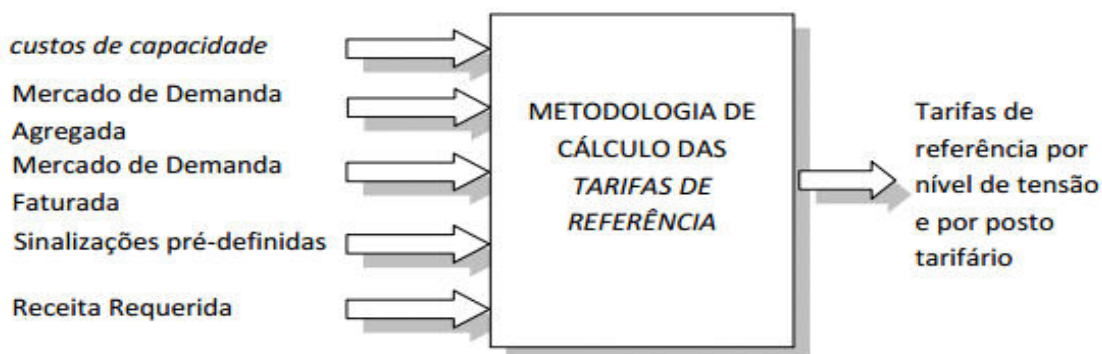 custos de capacidade
Mercado de Demanda
Agregada
Mercado de Demanda
Faturada
Sinalizações pré-definidas
Receita Requerida
METODOLOGIA DE
CÁLCULO DAS
TARIFAS DE
REFERÊNCIA
Tarifas de
referência por
nível de tensão
e por posto
tarifário